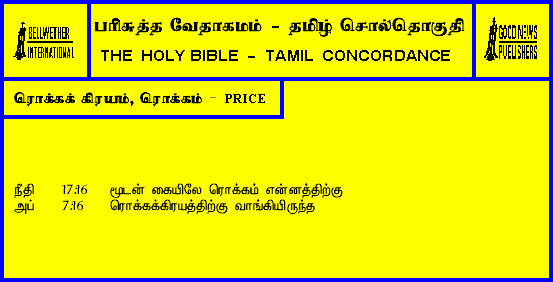 BELLWETHER
INTERNATIONAL
பரிசுத்த வேதாகமம் - தமிழ் சொல்தொகுதி
THE HOLY BIBLE - TAMIL CONCORDANCE
GOOD NEWS
PUBLISHERS
ரொக்கக் கிரயம், ரொக்கம் - PRICE
நீதி 17:16 மூடன் கையிலே ரொக்கம் என்னத்திற்கு
அப் 7:16 ரொக்கக்கிரயத்திற்கு வாங்கியிருந்த